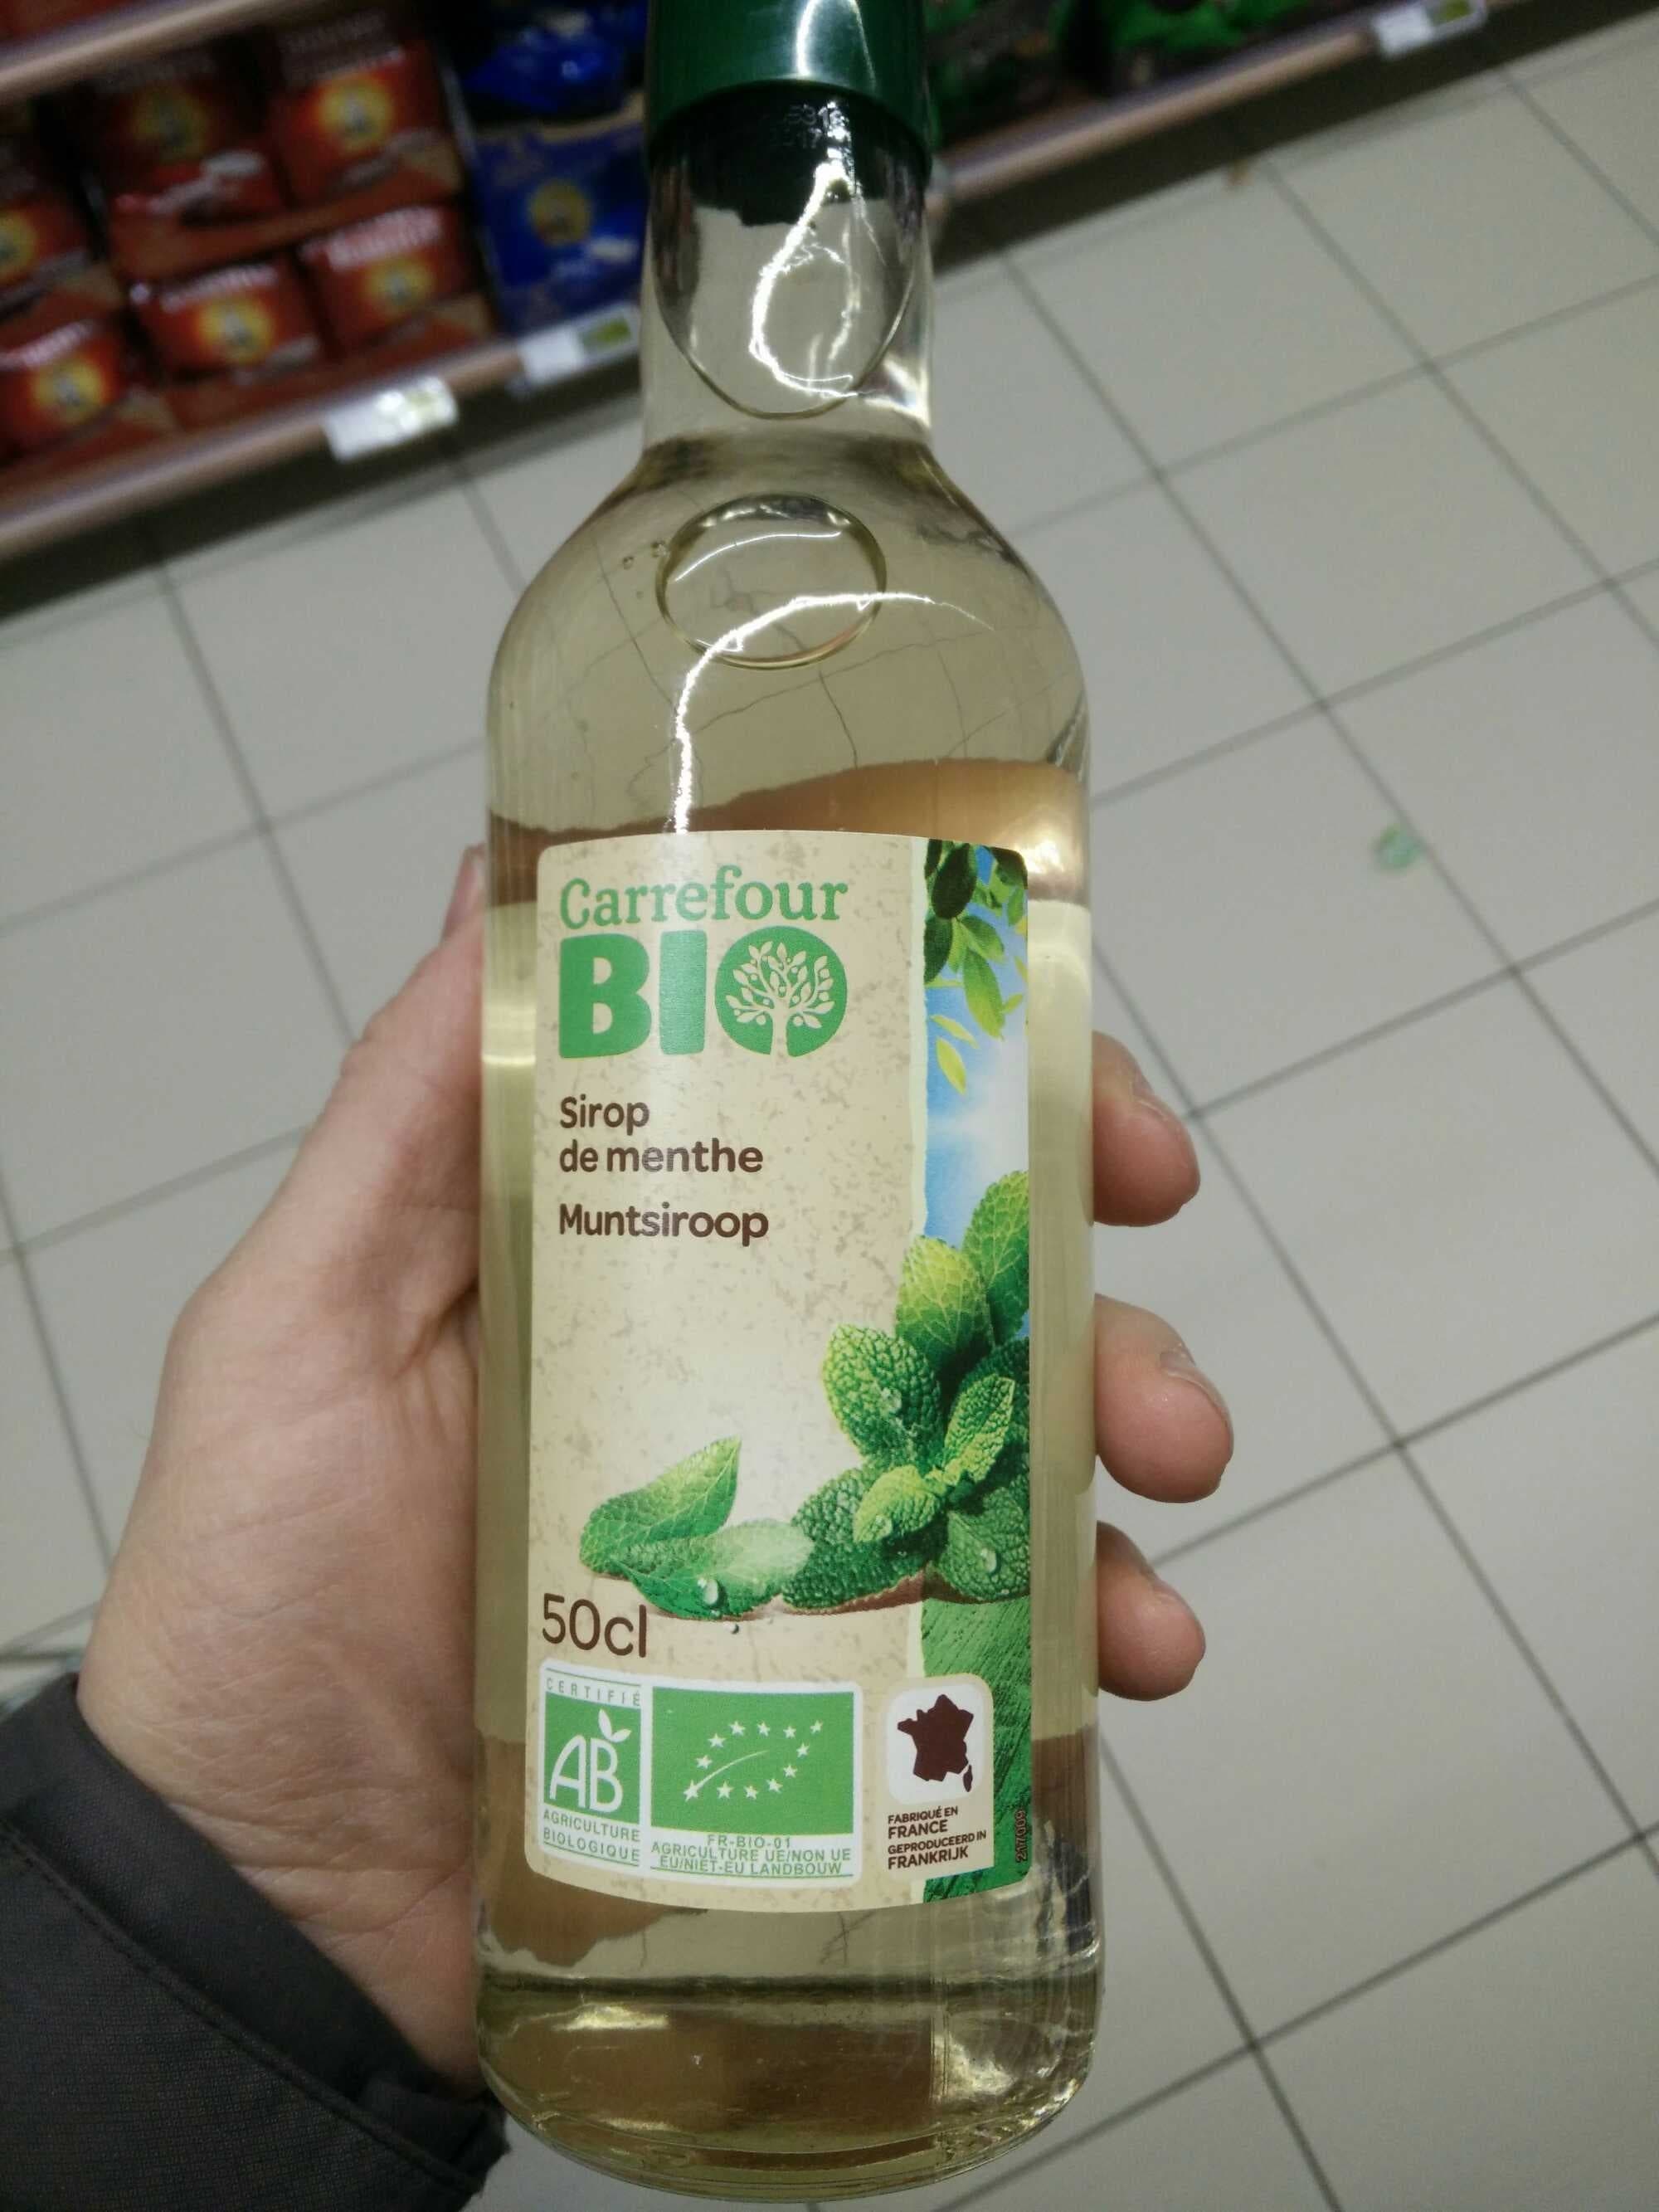 Carrefour
BIO
Sirop
de menthe
Muntsiroop
50cl
CERTIFIÉ
AB
AGRICULTURE
BIOLOGIQUE
FR-BIO-01
AGRICULTURE UE/NON UE
EU/NIET-EU LANDBOUW
FABRIQUÉ EN
FRANCE
GEPRODUCEERD IN
FRANKRIJK